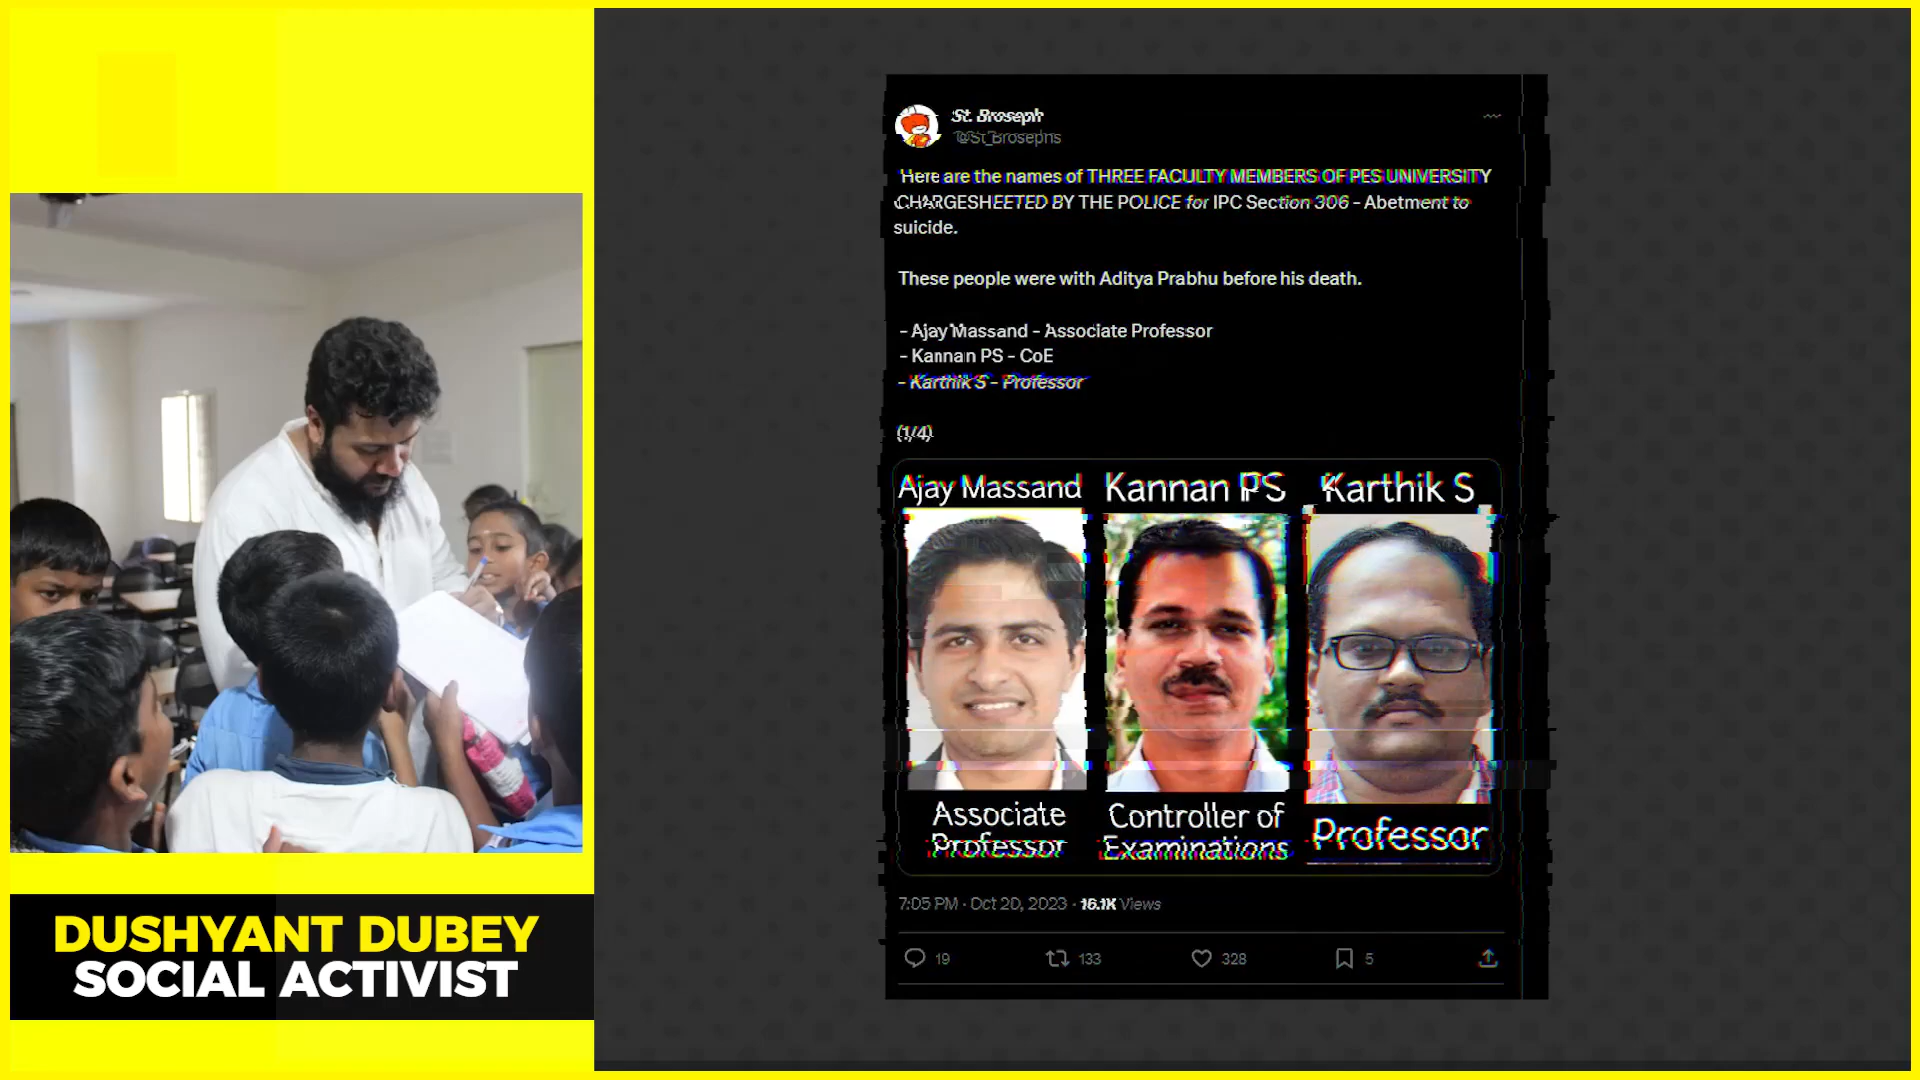 St. Broseph
@St_Brosephs
Here are the names of THREE FACULTY MEMBERS OF PES UNIVERSITY
CHARGESHEETED BY THE POLICE for IPC Section 306 - Abetment to
suicide.
These people were with Aditya Prabhu before his death.
- Ajay Massand - Associate Professor
- Kannan PS - CoE
- Karthik S - Professor
(1/4)
Ajay Massand Kannan PS Karthik S
Associate Professor
Controller of Examinations
Professor
7:05 PM · Oct 20, 2023 · 16.1K Views
19 133 328 5
DUSHYANT DUBEY
SOCIAL ACTIVIST